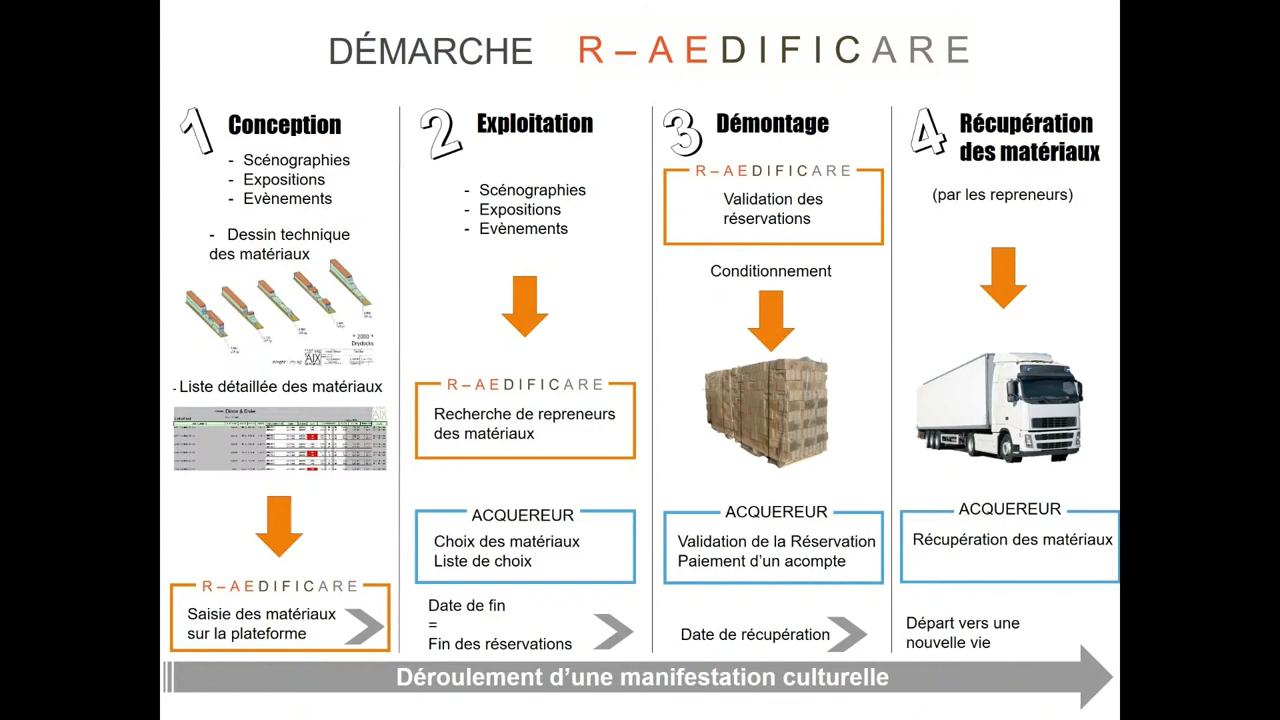 DÉMARCHE R–AEDIFICARE
1 Conception
- Scénographies
- Expositions
- Evènements
- Dessin technique
des matériaux
* 2000 *
Drydocks
AIX
- Liste détaillée des matériaux
AIX
R–AEDIFICARE
Saisie des matériaux
sur la plateforme
2 Exploitation
- Scénographies
- Expositions
- Evènements
R–AEDIFICARE
Recherche de repreneurs
des matériaux
ACQUEREUR
Choix des matériaux
Liste de choix
Date de fin
=
Fin des réservations
3 Démontage
R–AEDIFICARE
Validation des
réservations
Conditionnement
ACQUEREUR
Validation de la Réservation
Paiement d’un acompte
Date de récupération
4 Récupération
des matériaux
(par les repreneurs)
ACQUEREUR
Récupération des matériaux
Départ vers une
nouvelle vie
Déroulement d’une manifestation culturelle